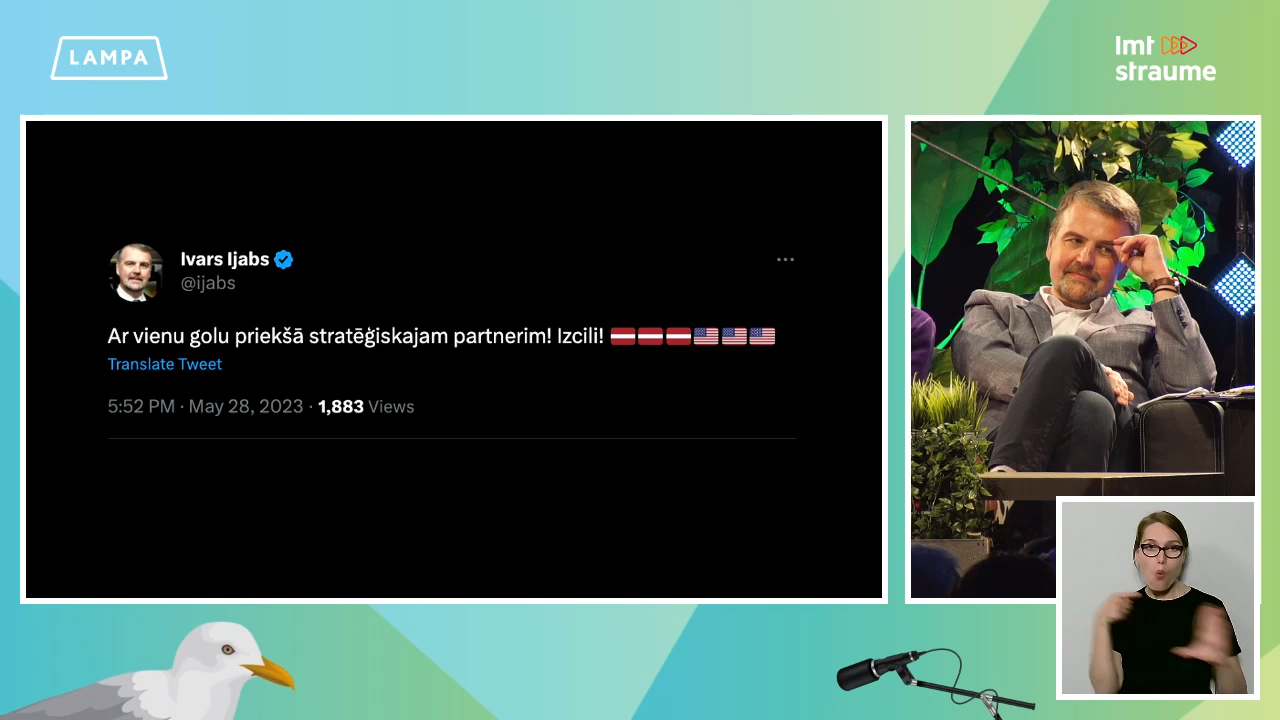 LAMPA
lmt
straume
Ivars Ijabs
@ijabs
Ar vienu golu priekšā stratēģiskajam partnerim! Izcili! 🇱🇻🇱🇻🇱🇻🇺🇸🇺🇸🇺🇸
Translate Tweet
5:52 PM · May 28, 2023 · 1,883 Views